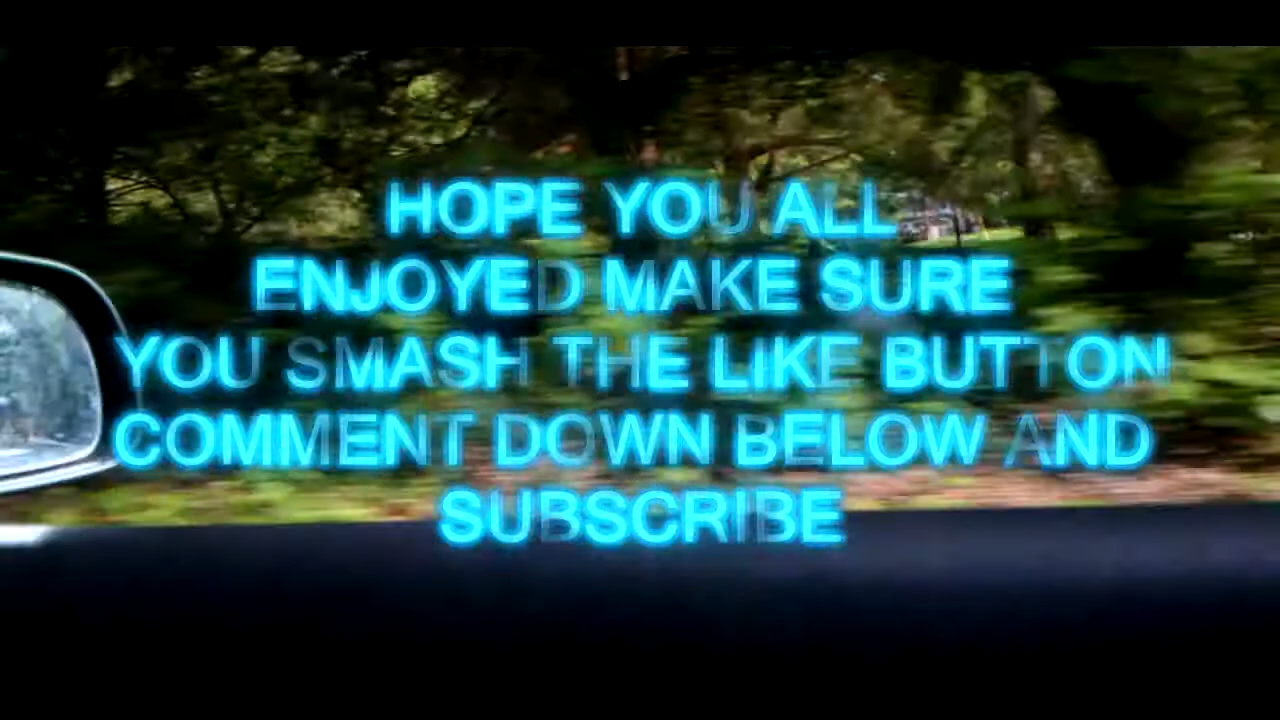 HOPE YOU ALL
ENJOYED MAKE SURE
YOU SMASH THE LIKE BUTTON
COMMENT DOWN BELOW AND
SUBSCRIBE